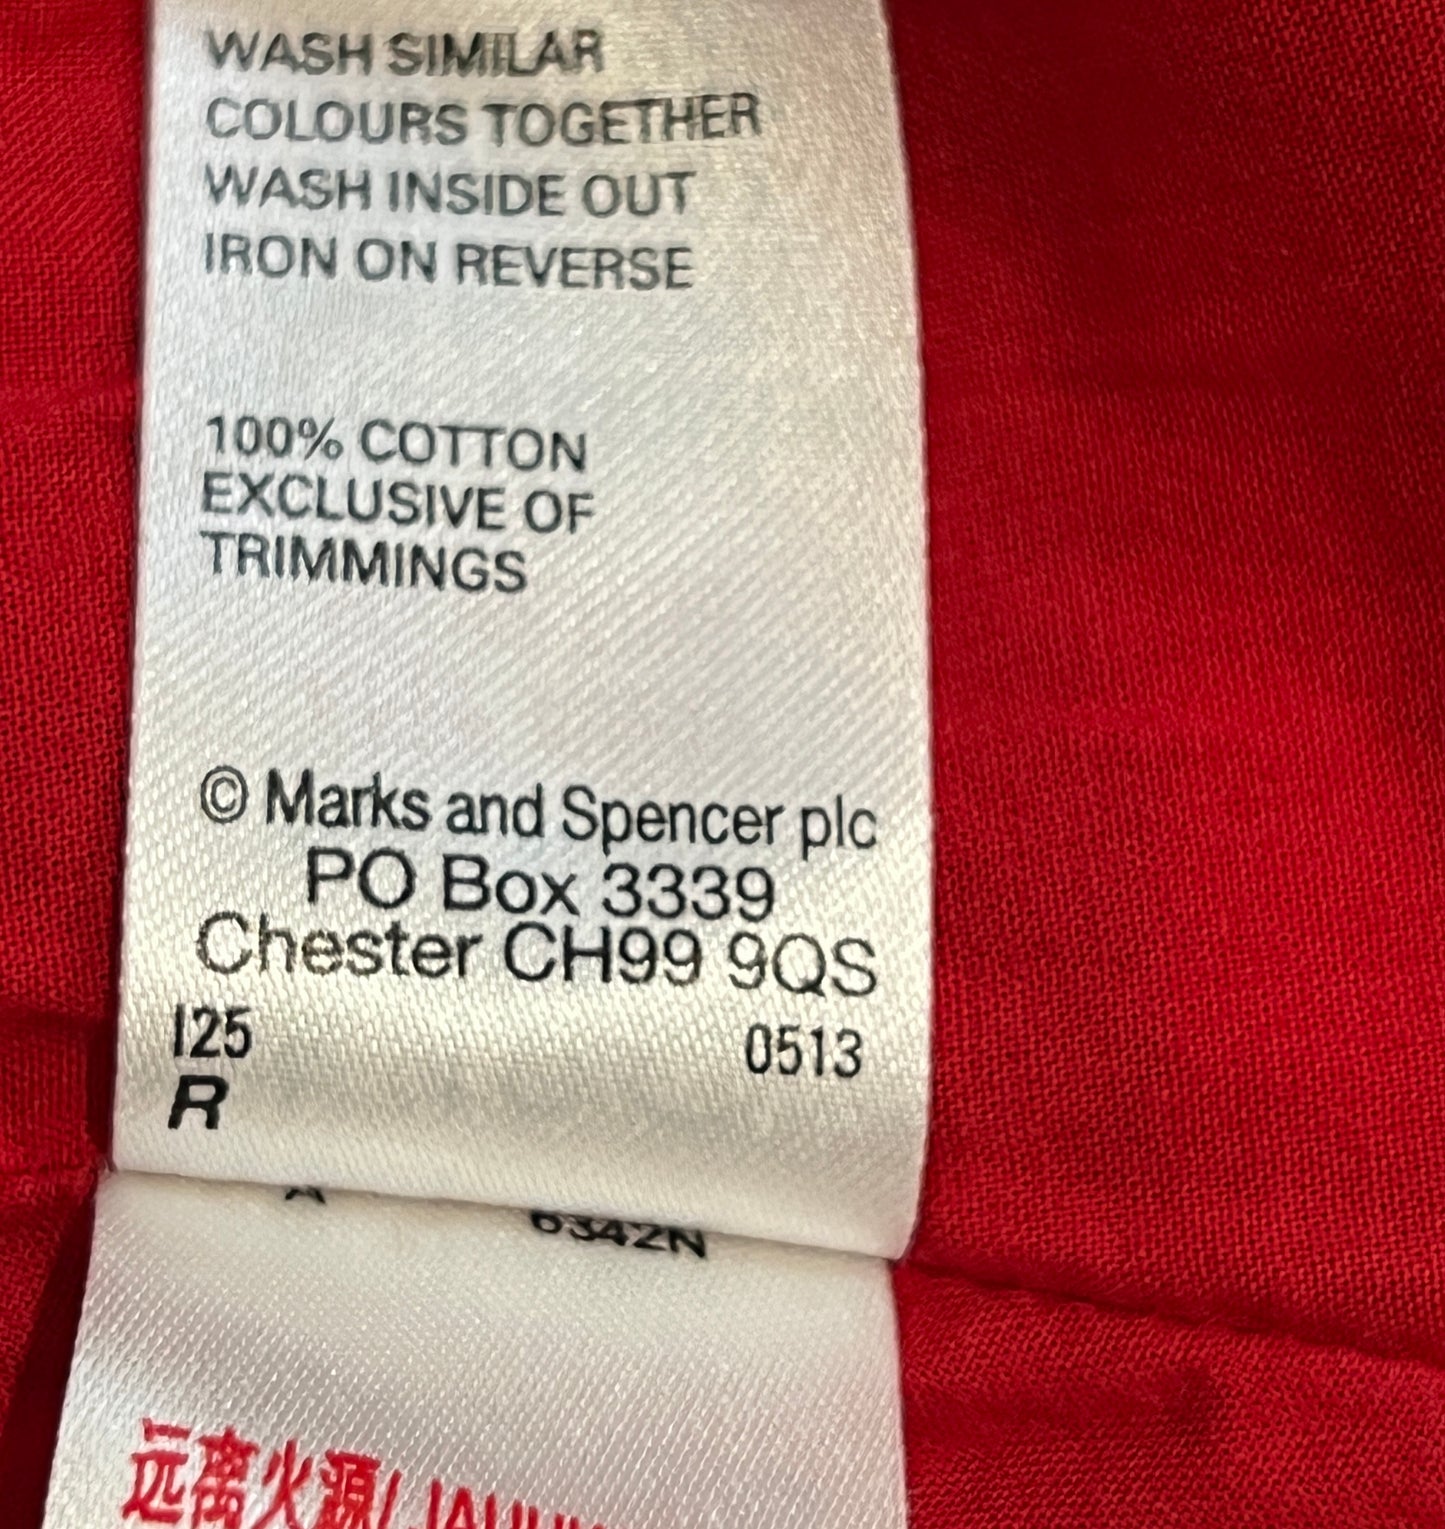 WASH SIMILAR
COLOURS TOGETHER
WASH INSIDE OUT
IRON ON REVERSE
100% COTTON
EXCLUSIVE OF
TRIMMINGS
© Marks and Spencer plc
PO Box 3339
Chester CH99 9QS
I25 0513
R
A 6342N
远离火源/